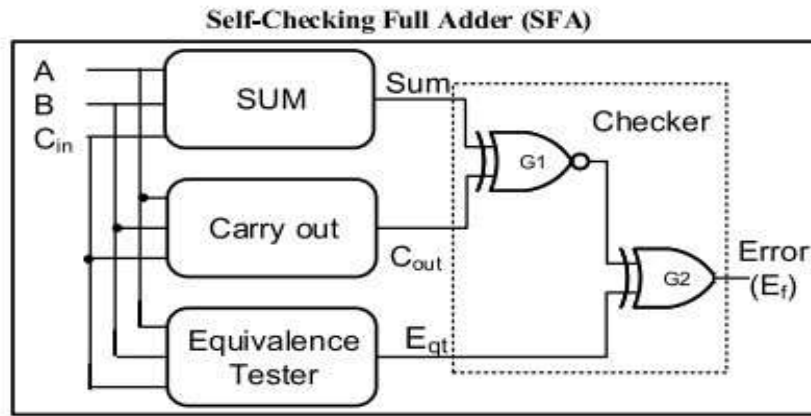 Self-Checking Full Adder (SFA)
A
B
Cin
SUM
Sum
Carry out
Cout
Equivalence
Tester
Eqt
Checker
G1
G2
Error
(Ef)